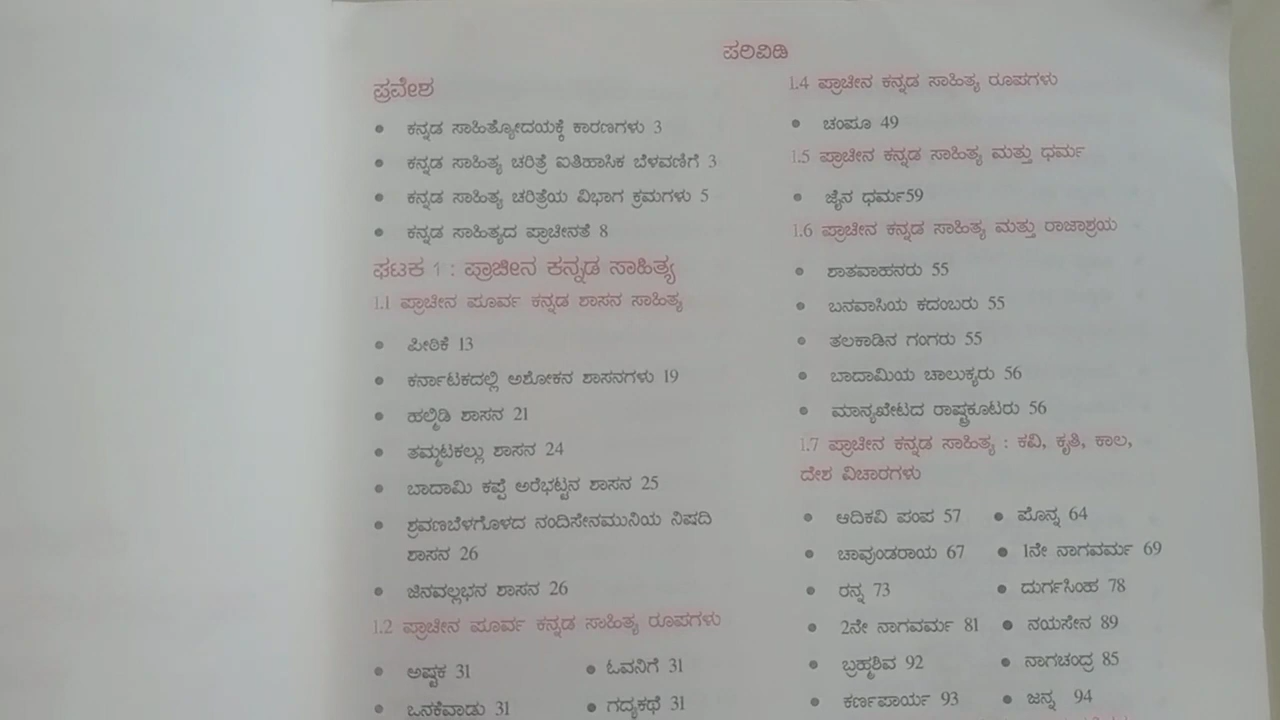 ಪರಿವಿಡಿ
ಪ್ರವೇಶ
• ಕನ್ನಡ ಸಾಹಿತ್ಯೋದಯಕ್ಕೆ ಕಾರಣಗಳು 3
• ಕನ್ನಡ ಸಾಹಿತ್ಯ ಚರಿತ್ರೆ ಐತಿಹಾಸಿಕ ಬೆಳವಣಿಗೆ 3
• ಕನ್ನಡ ಸಾಹಿತ್ಯ ಚರಿತ್ರೆಯ ವಿಭಾಗ ಕ್ರಮಗಳು 5
• ಕನ್ನಡ ಸಾಹಿತ್ಯದ ಪ್ರಾಚೀನತೆ 8
ಘಟಕ 1 : ಪ್ರಾಚೀನ ಕನ್ನಡ ಸಾಹಿತ್ಯ
1.1 ಪ್ರಾಚೀನ ಪೂರ್ವ ಕನ್ನಡ ಶಾಸನ ಸಾಹಿತ್ಯ
• ಪೀಠಿಕೆ 13
• ಕರ್ನಾಟಕದಲ್ಲಿ ಅಶೋಕನ ಶಾಸನಗಳು 19
• ಹಲ್ಮಿಡಿ ಶಾಸನ 21
• ತಮ್ಮಟಕಲ್ಲು ಶಾಸನ 24
• ಬಾದಾಮಿ ಕಪ್ಪೆ ಅರೆಭಟ್ಟನ ಶಾಸನ 25
• ಶ್ರವಣಬೆಳಗೊಳದ ನಂದಿಸೇನಮುನಿಯ ನಿಷದಿ
ಶಾಸನ 26
• ಜಿನವಲ್ಲಭನ ಶಾಸನ 26
1.2 ಪ್ರಾಚೀನ ಪೂರ್ವ ಕನ್ನಡ ಸಾಹಿತ್ಯ ರೂಪಗಳು
• ಅಷ್ಟಕ 31 • ಓವನಿಗೆ 31
• ಒನಕೆವಾಡು 31 • ಗದ್ಯಕಥೆ 31
1.4 ಪ್ರಾಚೀನ ಕನ್ನಡ ಸಾಹಿತ್ಯ ರೂಪಗಳು
• ಚಂಪೂ 49
1.5 ಪ್ರಾಚೀನ ಕನ್ನಡ ಸಾಹಿತ್ಯ ಮತ್ತು ಧರ್ಮ
• ಜೈನ ಧರ್ಮ59
1.6 ಪ್ರಾಚೀನ ಕನ್ನಡ ಸಾಹಿತ್ಯ ಮತ್ತು ರಾಜಾಶ್ರಯ
• ಶಾತವಾಹನರು 55
• ಬನವಾಸಿಯ ಕದಂಬರು 55
• ತಲಕಾಡಿನ ಗಂಗರು 55
• ಬಾದಾಮಿಯ ಚಾಲುಕ್ಯರು 56
• ಮಾನ್ಯಖೇಟದ ರಾಷ್ಟ್ರಕೂಟರು 56
1.7 ಪ್ರಾಚೀನ ಕನ್ನಡ ಸಾಹಿತ್ಯ : ಕವಿ, ಕೃತಿ, ಕಾಲ,
ದೇಶ ವಿಚಾರಗಳು
• ಆದಿಕವಿ ಪಂಪ 57 • ಪೊನ್ನ 64
• ಚಾವುಂಡರಾಯ 67 • 1ನೇ ನಾಗವರ್ಮ 69
• ರನ್ನ 73 • ದುರ್ಗಸಿಂಹ 78
• 2ನೇ ನಾಗವರ್ಮ 81 • ನಯಸೇನ 89
• ಬ್ರಹ್ಮಶಿವ 92 • ನಾಗಚಂದ್ರ 85
• ಕರ್ಣಪಾರ್ಯ 93 • ಜನ್ನ 94